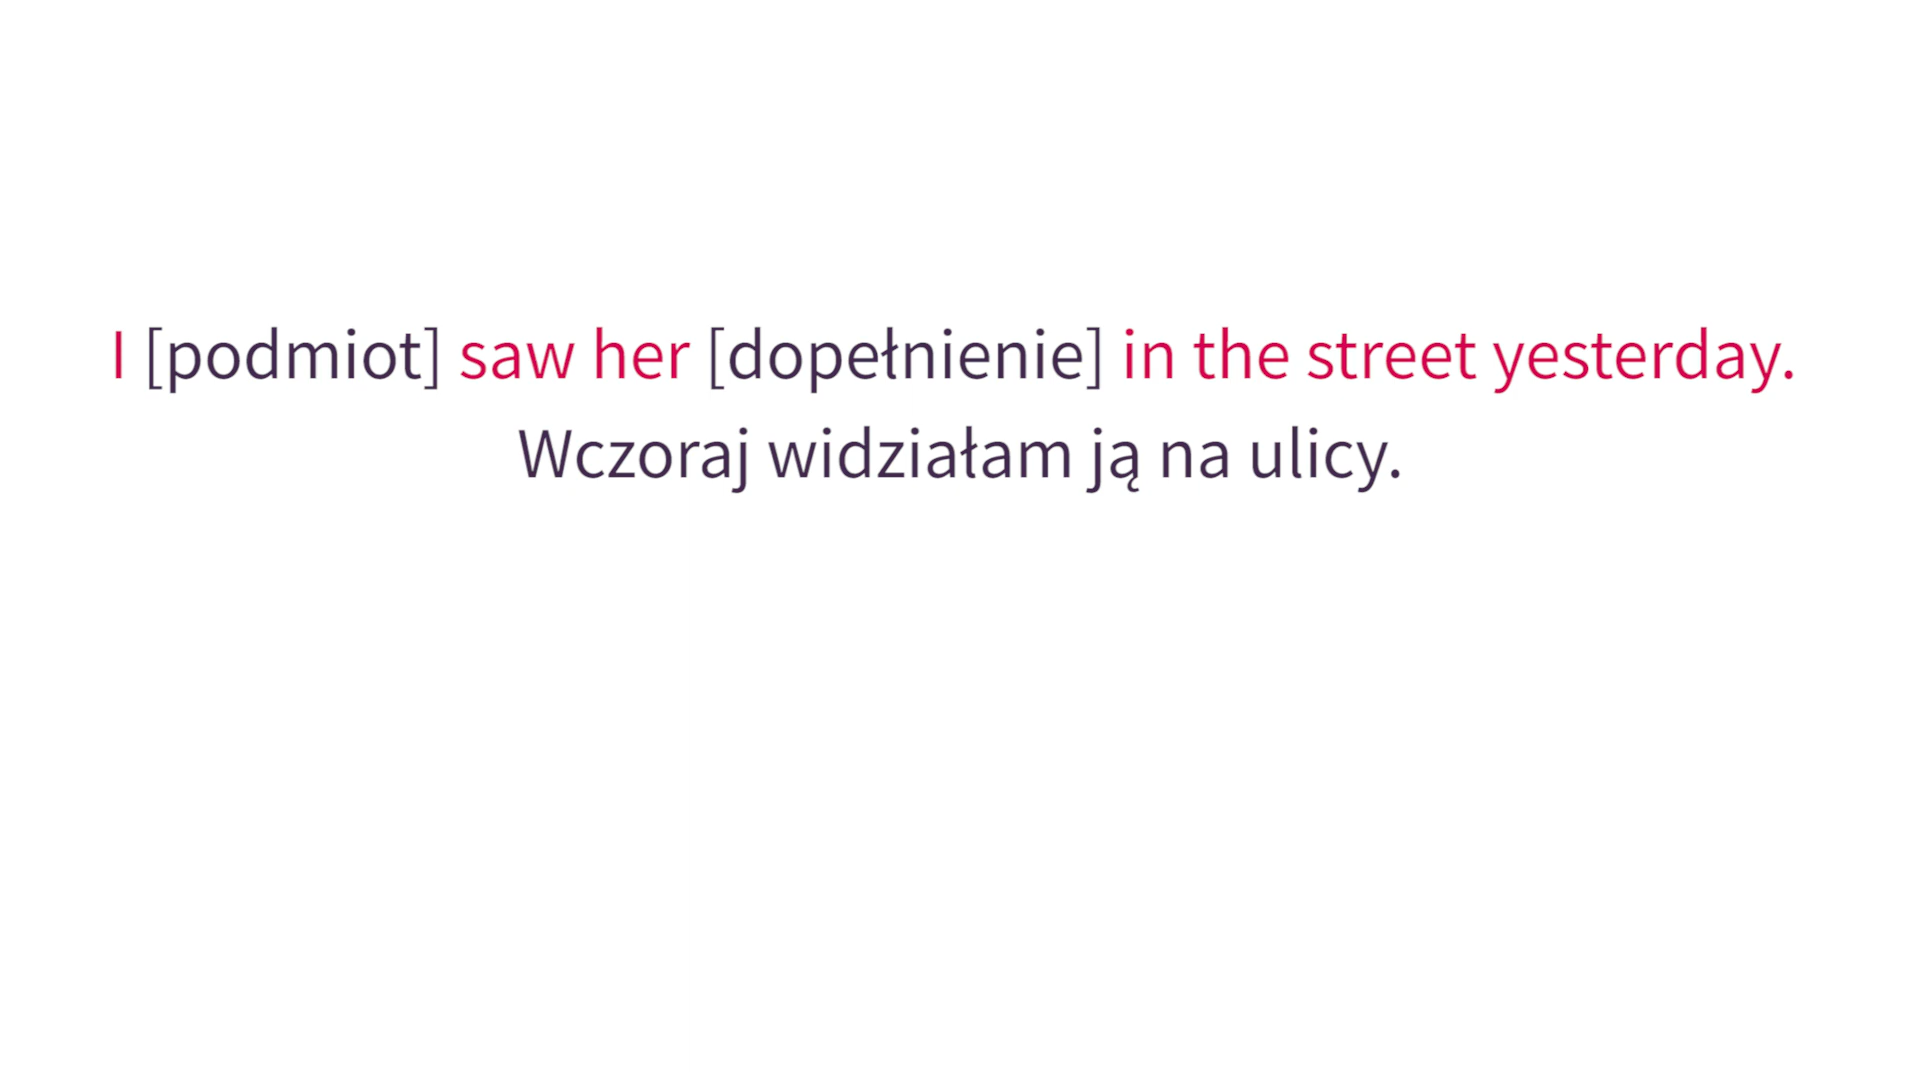 I [podmiot] saw her [dopełnienie] in the street yesterday.
Wczoraj widziałam ją na ulicy.